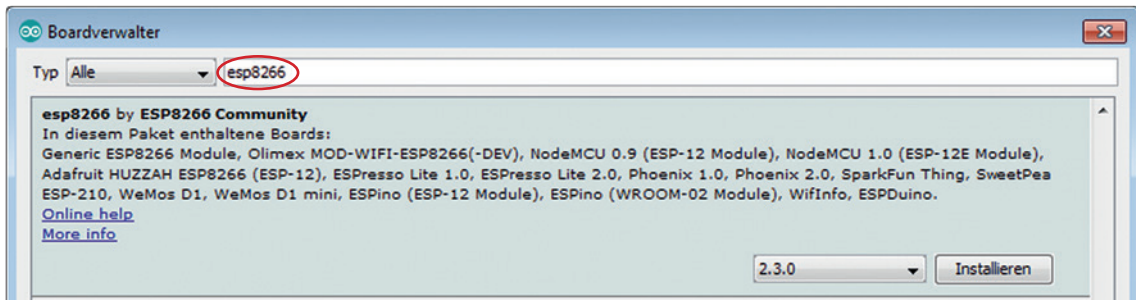 Boardverwalter
Typ Alle esp8266
esp8266 by ESP8266 Community
In diesem Paket enthaltene Boards:
Generic ESP8266 Module, Olimex MOD-WIFI-ESP8266(-DEV), NodeMCU 0.9 (ESP-12 Module), NodeMCU 1.0 (ESP-12E Module),
Adafruit HUZZAH ESP8266 (ESP-12), ESPresso Lite 1.0, ESPresso Lite 2.0, Phoenix 1.0, Phoenix 2.0, SparkFun Thing, SweetPea
ESP-210, WeMos D1, WeMos D1 mini, ESPino (ESP-12 Module), ESPino (WROOM-02 Module), WifInfo, ESPDuino.
Online help
More info
2.3.0 Installieren